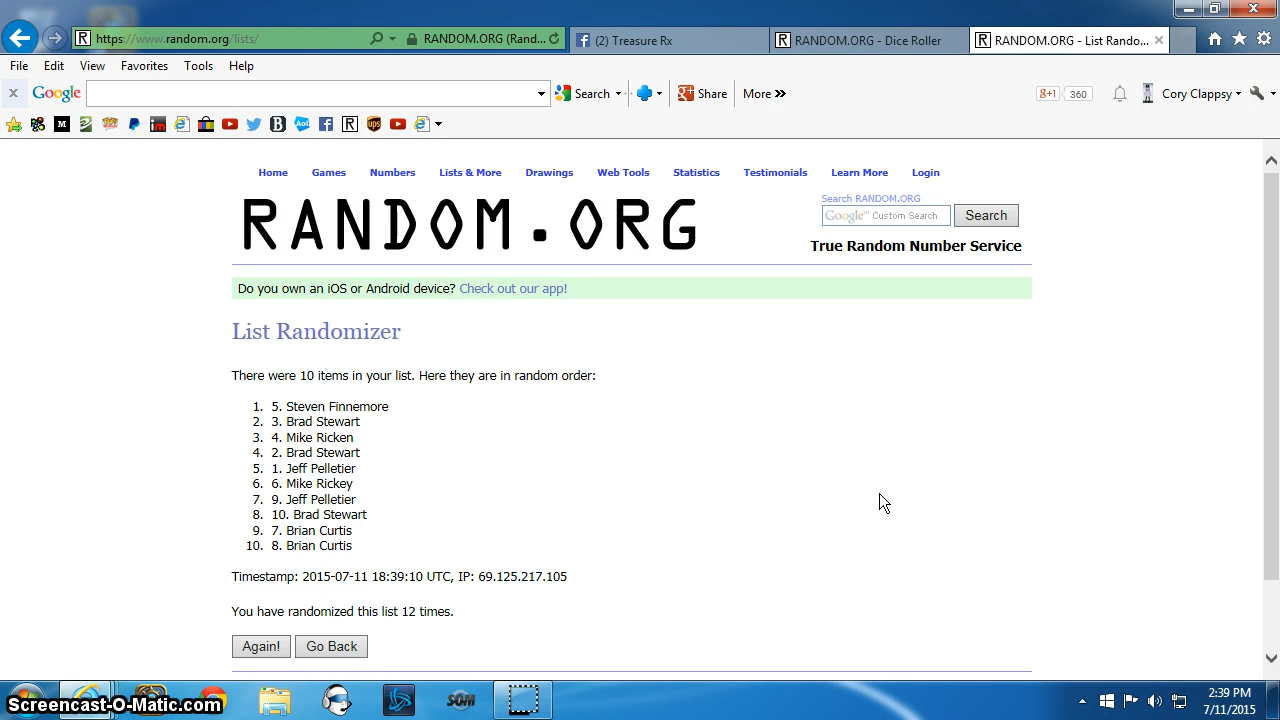 https://www.random.org/lists/
RANDOM.ORG (Rand...
(2) Treasure Rx
RANDOM.ORG - Dice Roller
RANDOM.ORG - List Rando...
File Edit View Favorites Tools Help
Google Search Share More g+1 360 Cory Clappsy
Home Games Numbers Lists & More Drawings Web Tools Statistics Testimonials Learn More Login
RANDOM.ORG
Search RANDOM.ORG
Google™ Custom Search Search
True Random Number Service
Do you own an iOS or Android device? Check out our app!
List Randomizer
There were 10 items in your list. Here they are in random order:
1. 5. Steven Finnemore
2. 3. Brad Stewart
3. 4. Mike Ricken
4. 2. Brad Stewart
5. 1. Jeff Pelletier
6. 6. Mike Rickey
7. 9. Jeff Pelletier
8. 10. Brad Stewart
9. 7. Brian Curtis
10. 8. Brian Curtis
Timestamp: 2015-07-11 18:39:10 UTC, IP: 69.125.217.105
You have randomized this list 12 times.
Again! Go Back
Screencast-O-Matic.com
SOM
2:39 PM
7/11/2015